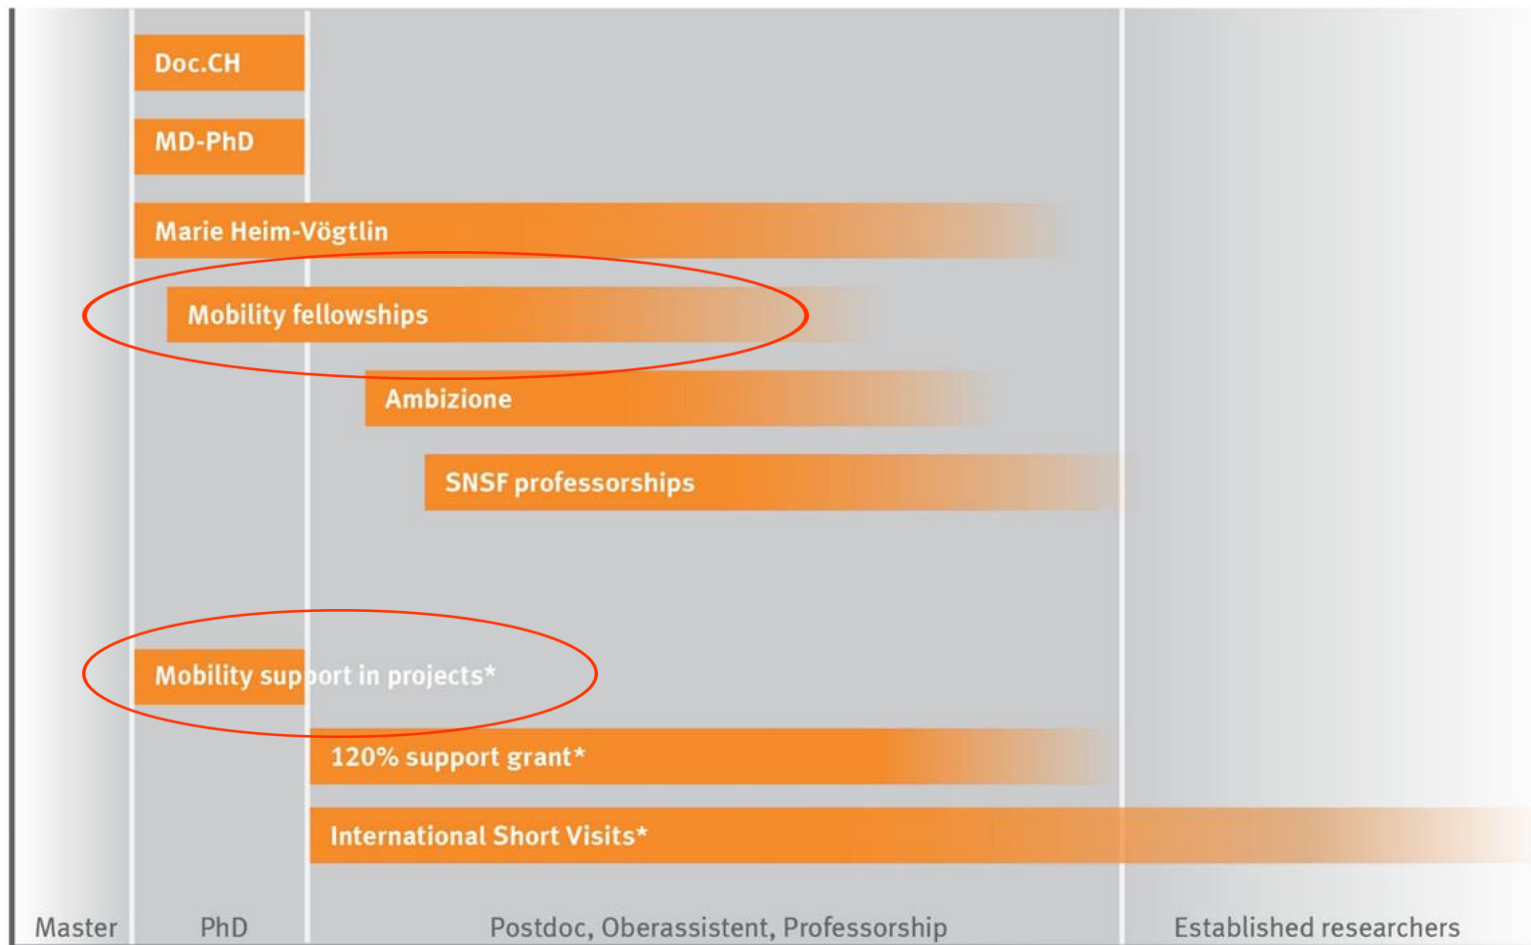 Doc.CH
MD-PhD
Marie Heim-Vögtlin
Mobility fellowships
Ambizione
SNSF professorships
Mobility support in projects*
120% support grant*
International Short Visits*
Master
PhD
Postdoc, Oberassistent, Professorship
Established researchers